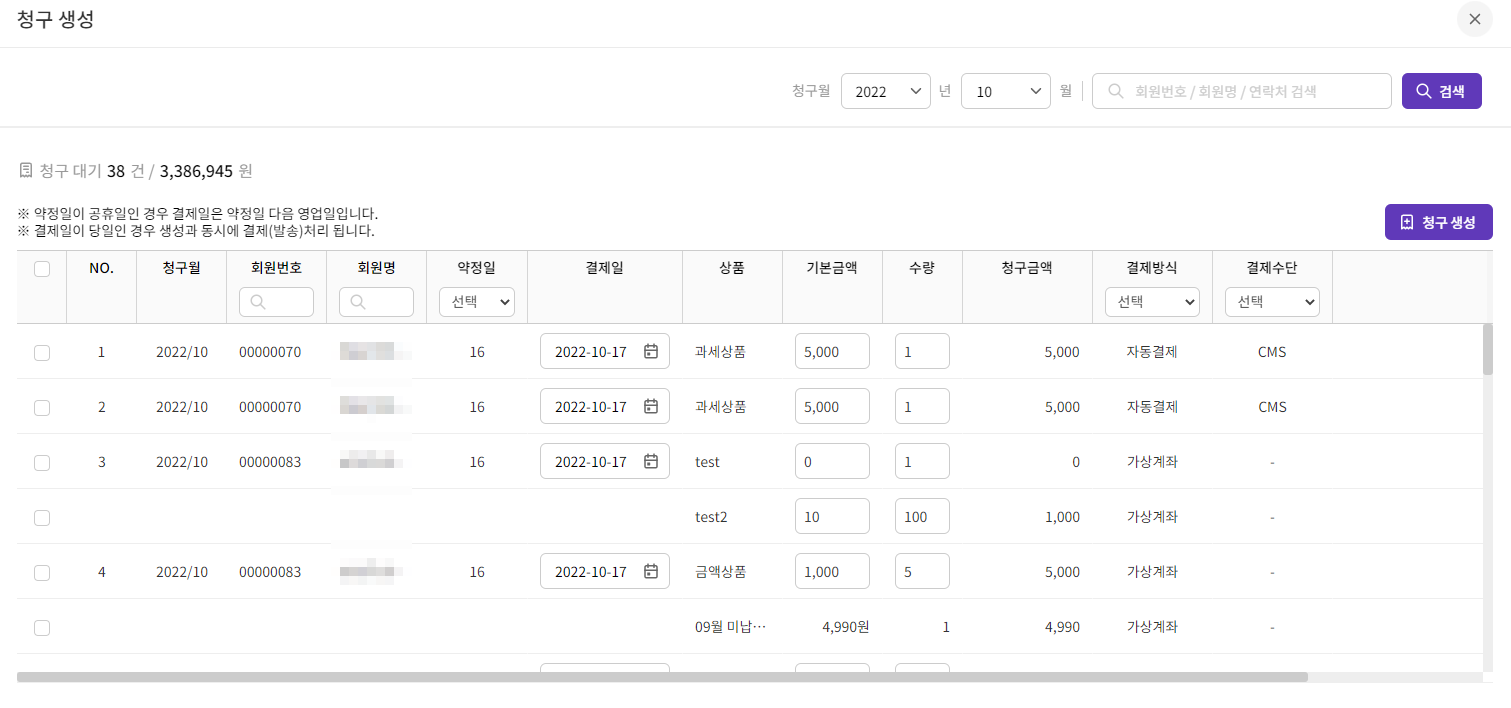 청구 생성
청구월 2022 년 10 월 회원번호 / 회원명 / 연락처 검색 검색
청구 대기 38 건 / 3,386,945 원
※ 약정일이 공휴일인 경우 결제일은 약정일 다음 영업일입니다.
※ 결제일이 당일인 경우 생성과 동시에 결제(발송)처리 됩니다.
청구 생성
NO. 청구월 회원번호 회원명 약정일 결제일 상품 기본금액 수량 청구금액 결제방식 결제수단
선택 선택 선택
1 2022/10 00000070 16 2022-10-17 과세상품 5,000 1 5,000 자동결제 CMS
2 2022/10 00000070 16 2022-10-17 과세상품 5,000 1 5,000 자동결제 CMS
3 2022/10 00000083 16 2022-10-17 test 0 1 0 가상계좌 -
test2 10 100 1,000 가상계좌 -
4 2022/10 00000083 16 2022-10-17 금액상품 1,000 5 5,000 가상계좌 -
09월 미납… 4,990원 1 4,990 가상계좌 -